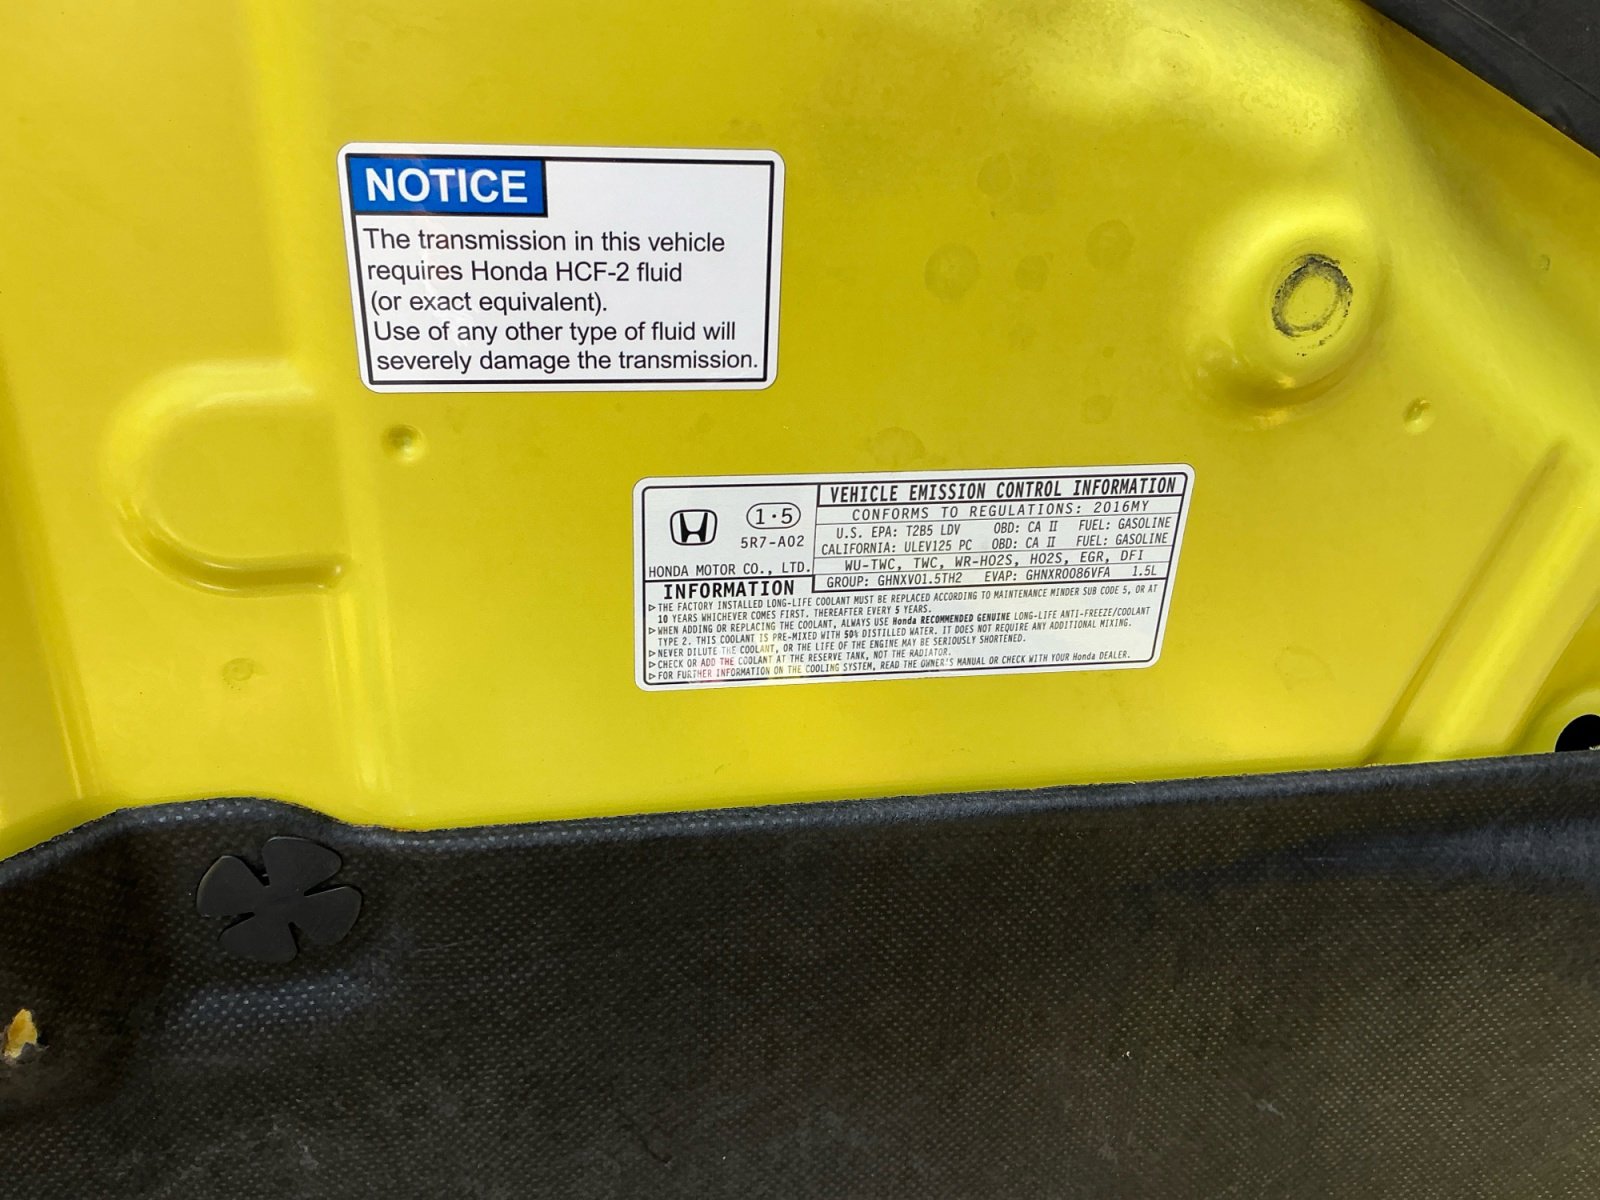 NOTICE
The transmission in this vehicle
requires Honda HCF-2 fluid
(or exact equivalent).
Use of any other type of fluid will
severely damage the transmission.
1·5
5R7-A02
HONDA MOTOR CO., LTD.
VEHICLE EMISSION CONTROL INFORMATION
CONFORMS TO REGULATIONS: 2016MY
U.S. EPA: T2B5 LDV OBD: CA II FUEL: GASOLINE
CALIFORNIA: ULEV125 PC OBD: CA II FUEL: GASOLINE
WU-TWC, TWC, WR-HO2S, HO2S, EGR, DFI
GROUP: GHNXV01.5TH2 EVAP: GHNXR0086VFA 1.5L
INFORMATION
▷THE FACTORY INSTALLED LONG-LIFE COOLANT MUST BE REPLACED ACCORDING TO MAINTENANCE MINDER SUB CODE 5, OR AT
10 YEARS WHICHEVER COMES FIRST. THEREAFTER EVERY 5 YEARS.
▷WHEN ADDING OR REPLACING THE COOLANT, ALWAYS USE Honda RECOMMENDED GENUINE LONG-LIFE ANTI-FREEZE/COOLANT
TYPE 2. THIS COOLANT IS PRE-MIXED WITH 50% DISTILLED WATER. IT DOES NOT REQUIRE ANY ADDITIONAL MIXING.
▷NEVER DILUTE THE COOLANT, OR THE LIFE OF THE ENGINE MAY BE SERIOUSLY SHORTENED.
▷CHECK OR ADD THE COOLANT AT THE RESERVE TANK, NOT THE RADIATOR.
▷FOR FURTHER INFORMATION ON THE COOLING SYSTEM, READ THE OWNER'S MANUAL OR CHECK WITH YOUR Honda DEALER.